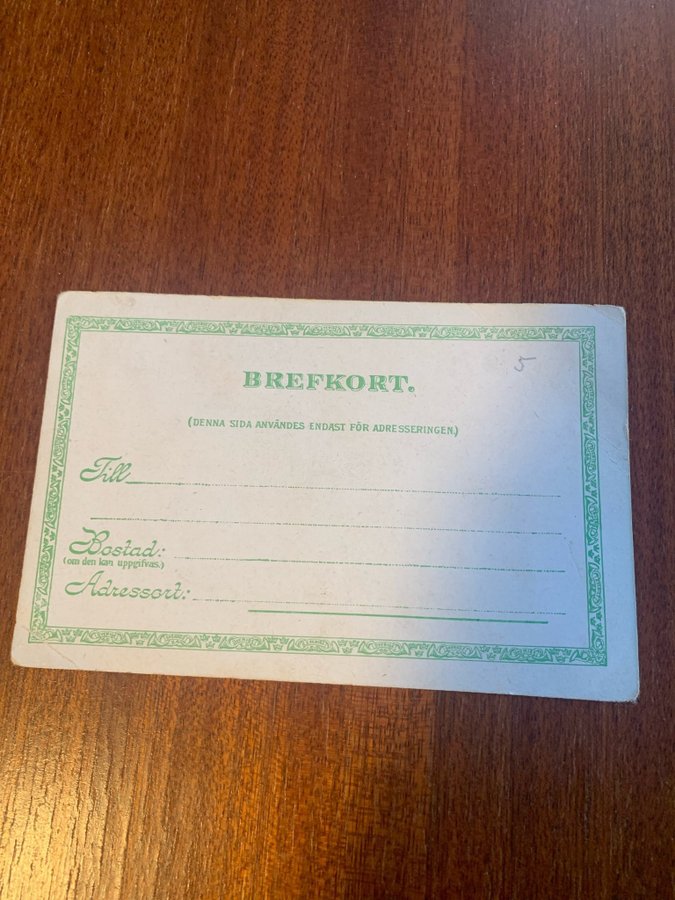 5
BREFKORT.
(DENNA SIDA ANVÄNDES ENDAST FÖR ADRESSERINGEN.)
Till
Bostad:
(om den kan uppgifvas.)
Adressort: